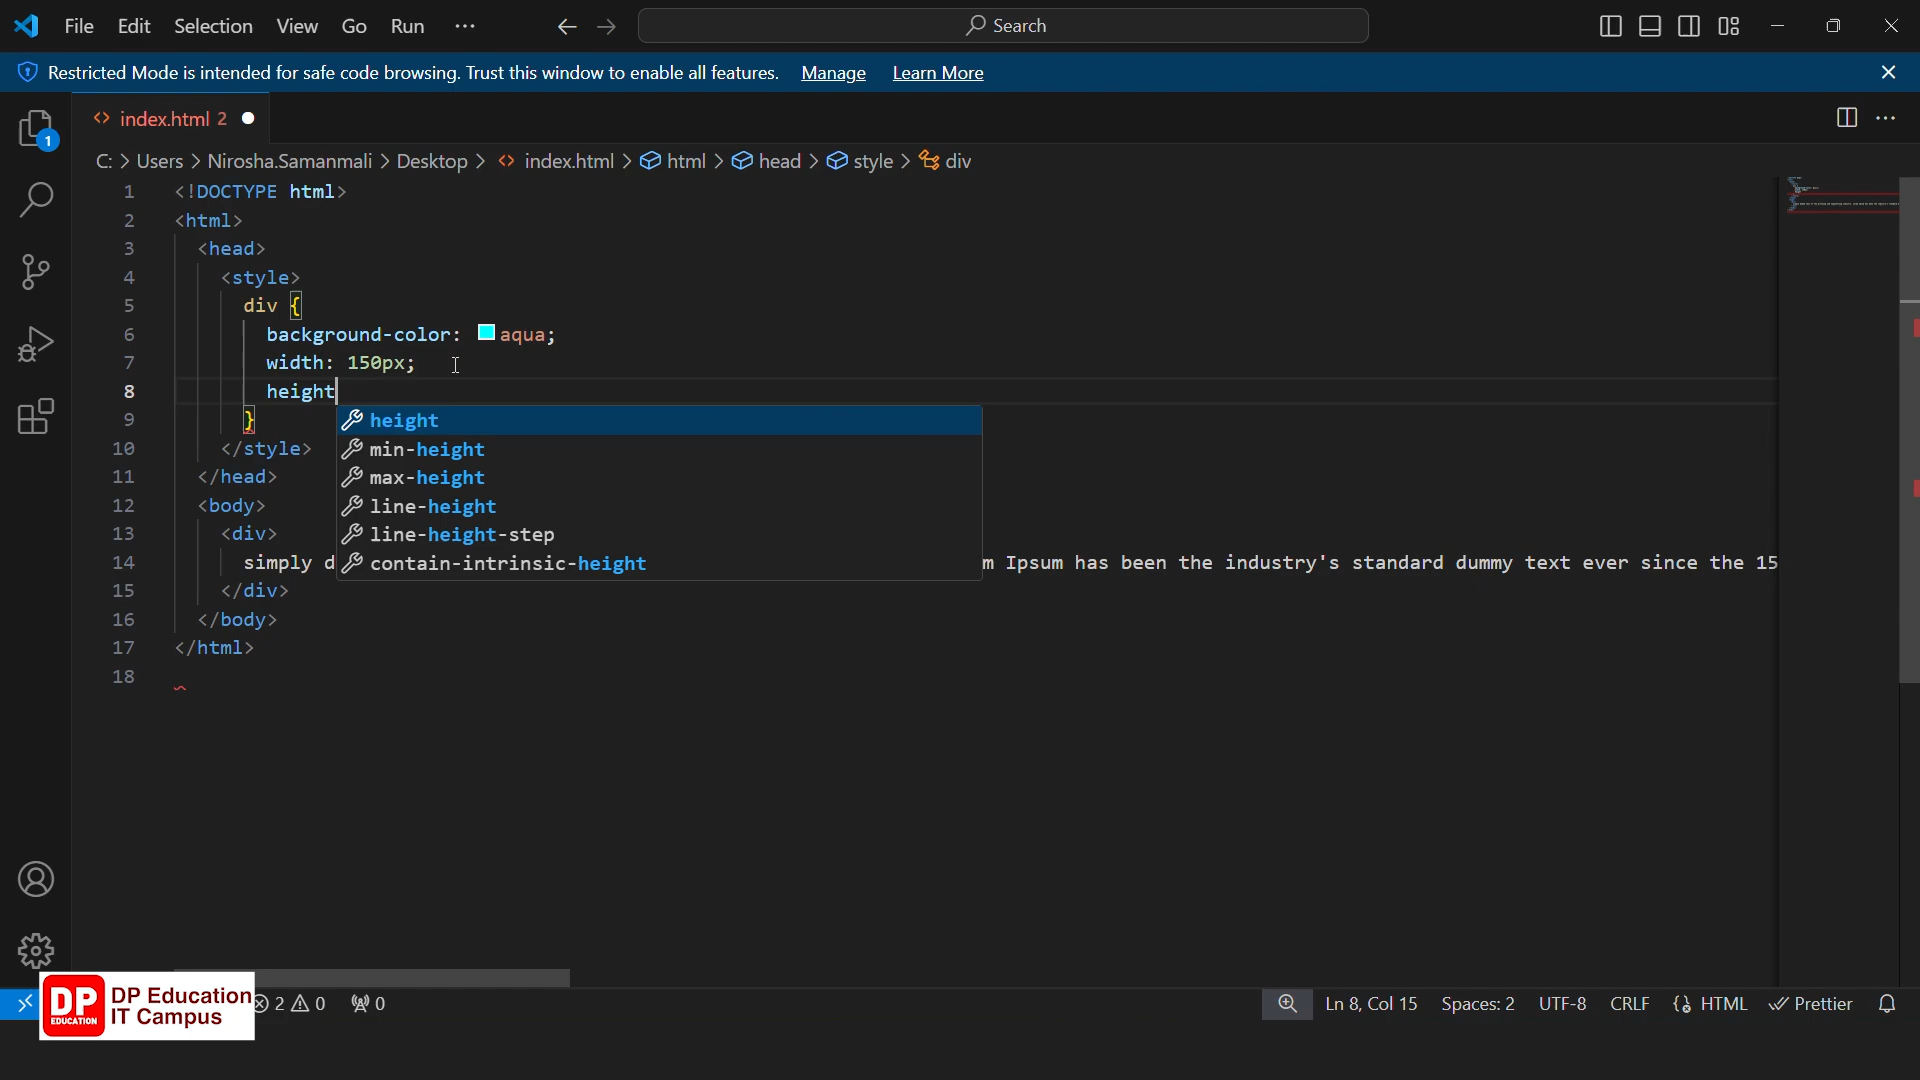 File Edit Selection View Go Run ··· Search
Restricted Mode is intended for safe code browsing. Trust this window to enable all features. Manage Learn More
1
<> index.html 2
C: > Users > Nirosha.Samanmali > Desktop > <> index.html > html > head > style > div
1 <!DOCTYPE html>
2 <html>
3 <head>
4 <style>
5 div {
6 background-color: aqua;
7 width: 150px;
8 height
9 } height
10 </style> min-height
11 </head> max-height
12 <body> line-height
13 <div> line-height-step
14 simply d contain-intrinsic-height m Ipsum has been the industry's standard dummy text ever since the 15
15 </div>
16 </body>
17 </html>
18
DP EDUCATION
DP Education
IT Campus
2 0 0 Ln 8, Col 15 Spaces: 2 UTF-8 CRLF {} HTML Prettier